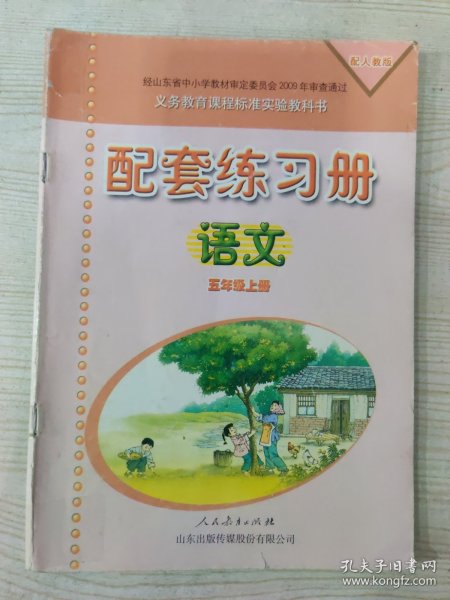 配人教版
经山东省中小学教材审定委员会2009年审查通过
义务教育课程标准实验教科书
配套练习册
语文
五年级上册
人民教育出版社
山东出版传媒股份有限公司
孔夫子旧书网
www.kongfz.com